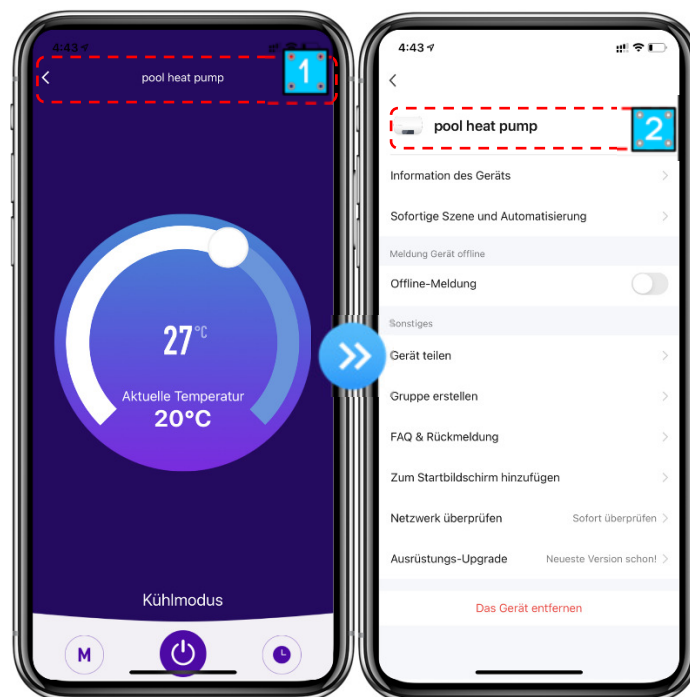 4:43
pool heat pump
1
27°C
Aktuelle Temperatur
20°C
Kühlmodus
M
4:43
pool heat pump
2
Information des Geräts
Sofortige Szene und Automatisierung
Meldung Gerät offline
Offline-Meldung
Sonstiges
Gerät teilen
Gruppe erstellen
FAQ & Rückmeldung
Zum Startbildschirm hinzufügen
Netzwerk überprüfen Sofort überprüfen
Ausrüstungs-Upgrade Neueste Version schon!
Das Gerät entfernen